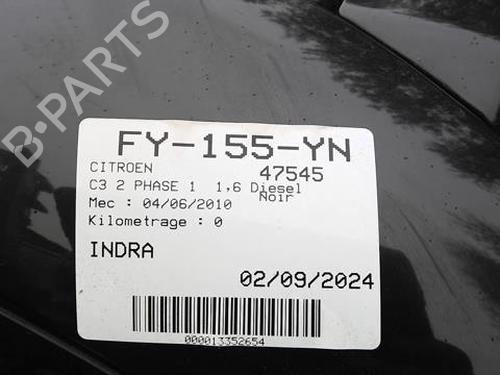 B-PARTS
FY-155-YN
CITROEN 47545
C3 2 PHASE 1 1,6 Diesel
Mec : 04/06/2010 Noir
Kilometrage : 0
INDRA
02/09/2024
000013352654